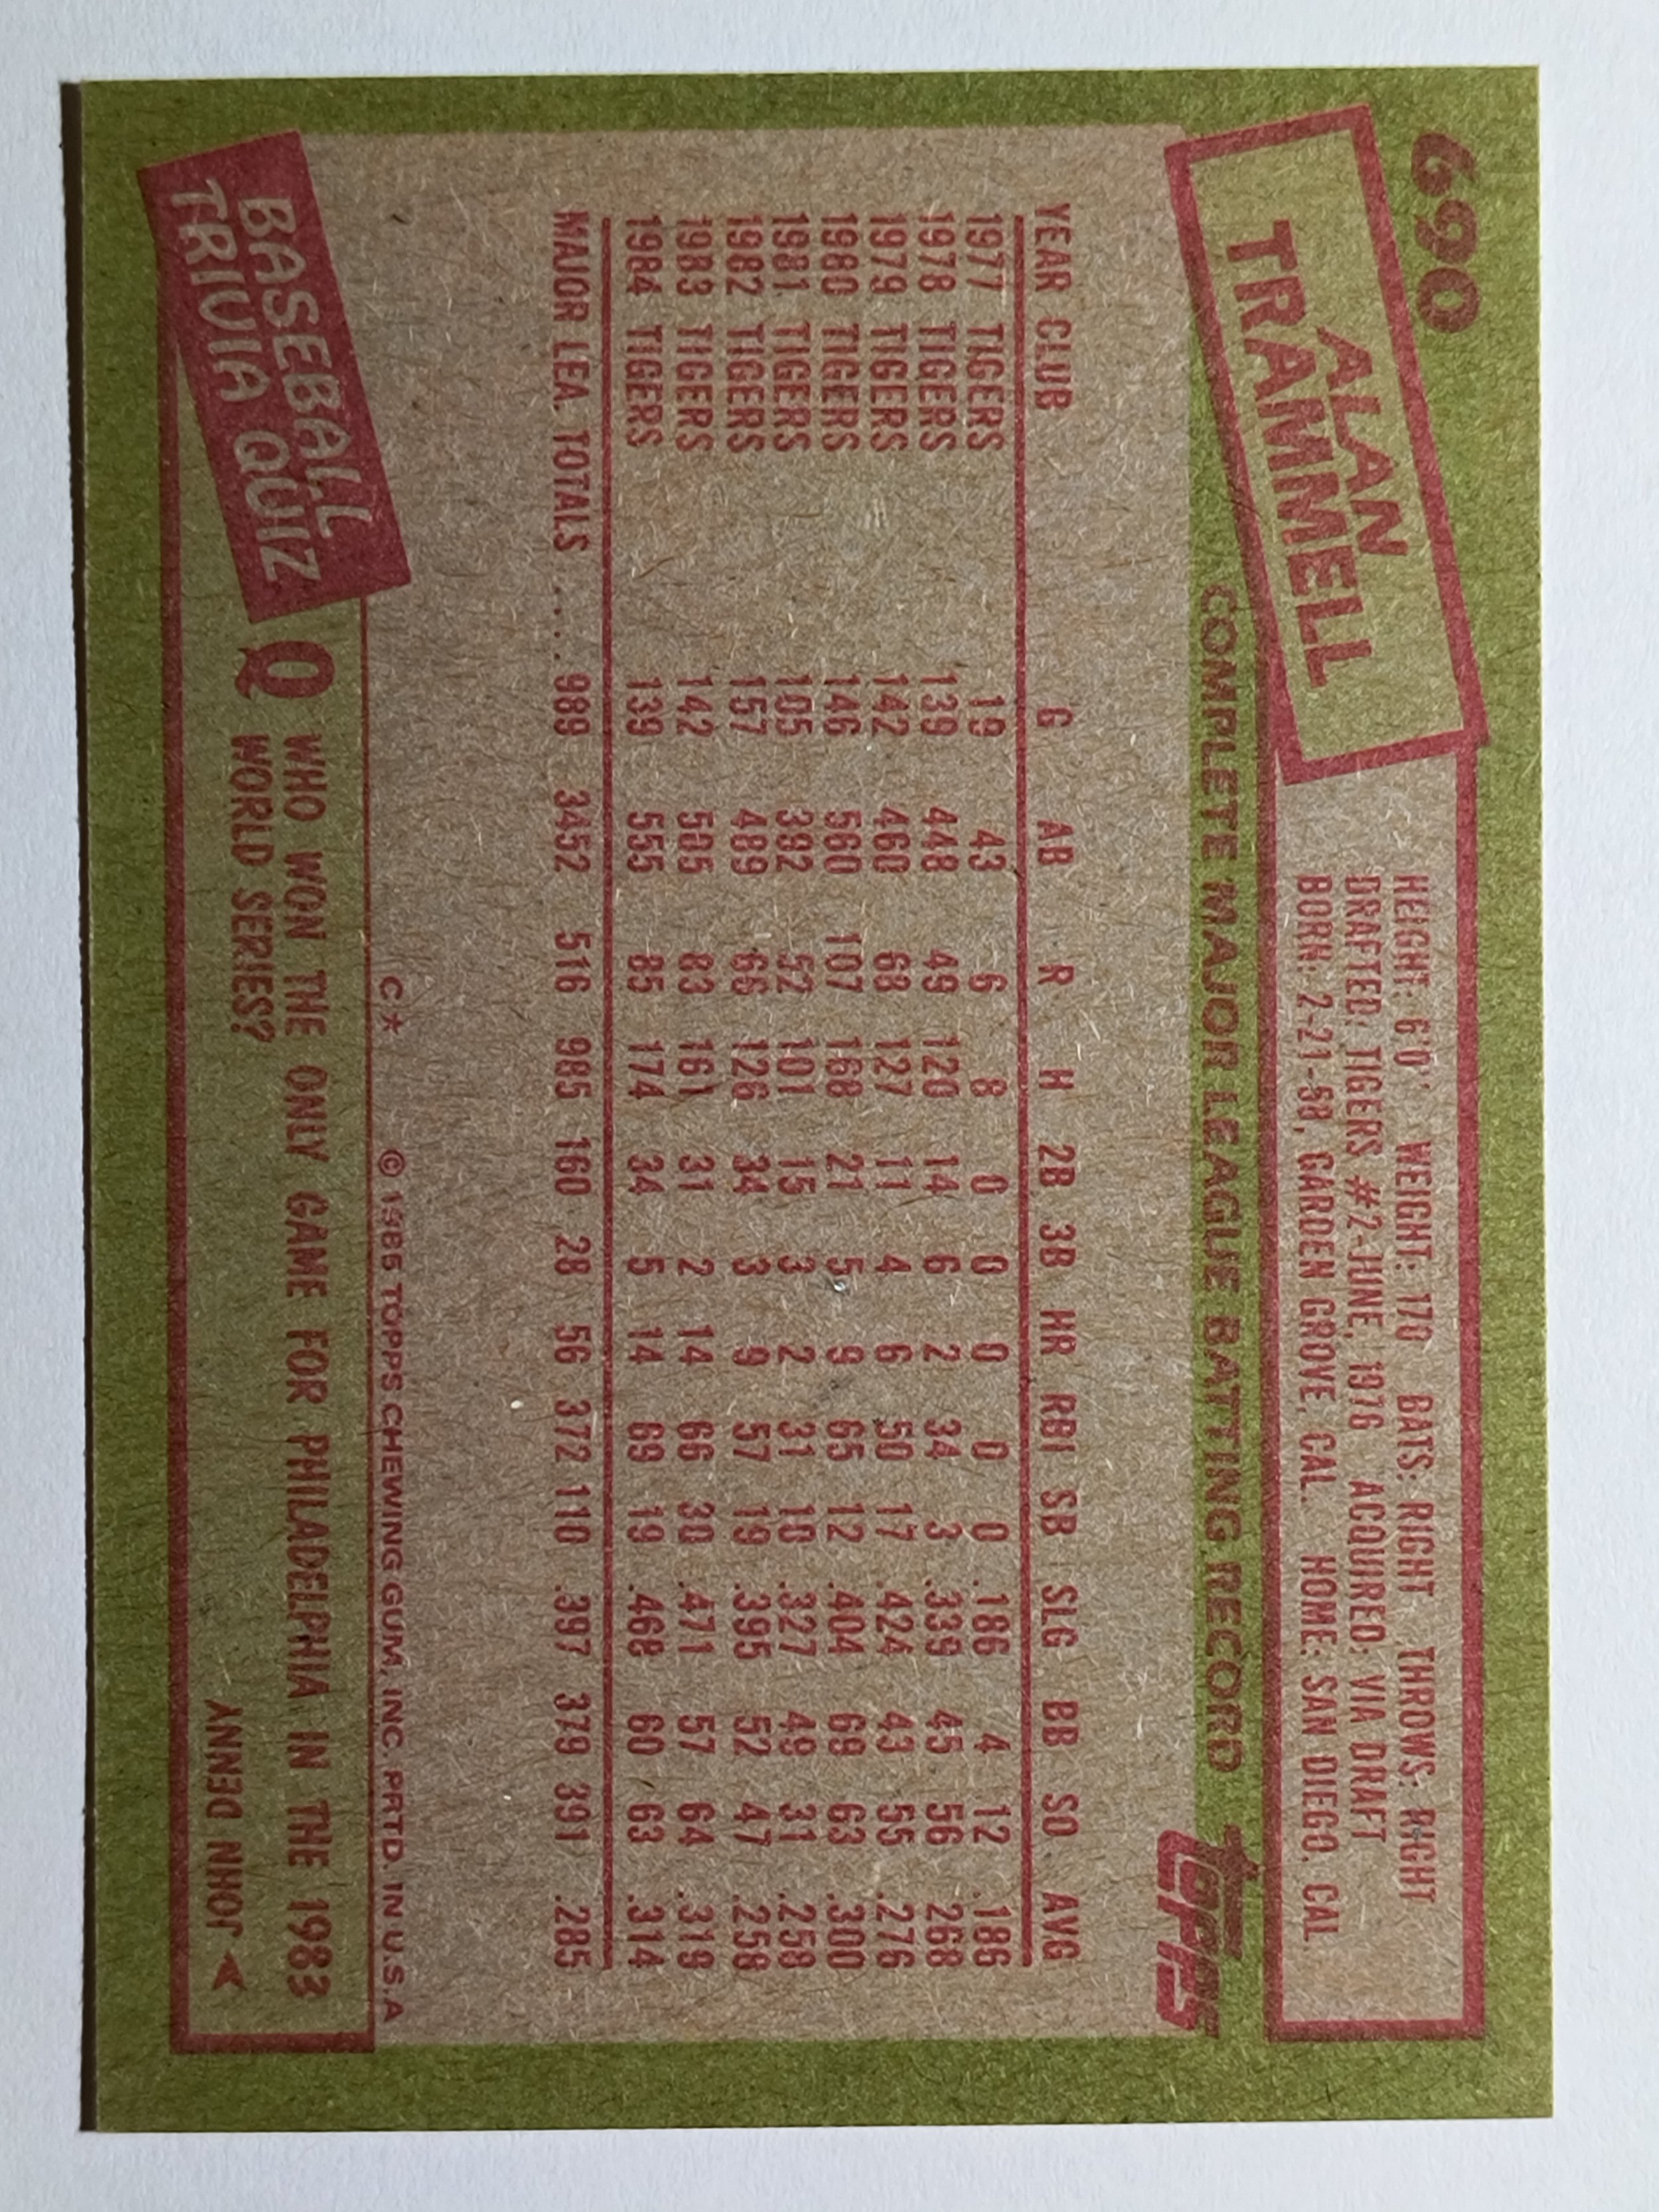 690
ALAN
TRAMMELL
HEIGHT: 6'0" WEIGHT: 170 BATS: RIGHT THROWS: RIGHT
DRAFTED: TIGERS #2-JUNE, 1976 ACQUIRED: VIA DRAFT
BORN: 2-21-58, GARDEN GROVE, CAL. HOME: SAN DIEGO, CAL.
COMPLETE MAJOR LEAGUE BATTING RECORD
topps
YEAR CLUB G AB R H 2B 3B HR RBI SB SLG BB SO AVG
1977 TIGERS 19 43 6 8 0 0 0 0 0 .186 4 12 .186
1978 TIGERS 139 448 49 120 14 6 2 34 3 .339 45 56 .268
1979 TIGERS 142 460 68 127 11 4 6 50 17 .424 43 55 .276
1980 TIGERS 146 560 107 168 21 5 9 65 12 .404 69 63 .300
1981 TIGERS 105 392 52 101 15 3 2 31 10 .327 49 31 .258
1982 TIGERS 157 489 66 126 34 3 9 57 19 .395 52 47 .258
1983 TIGERS 142 505 83 161 31 2 14 66 30 .471 57 64 .319
1984 TIGERS 139 555 85 174 34 5 14 69 19 .468 60 63 .314
MAJOR LEA. TOTALS ..... 989 3452 516 985 160 28 56 372 110 .397 379 391 .285
C* © 1985 TOPPS CHEWING GUM, INC. PRTD. IN U.S.A
BASEBALL
TRIVIA QUIZ
Q WHO WON THE ONLY GAME FOR PHILADELPHIA IN THE 1983
WORLD SERIES?
A JOHN DENNY